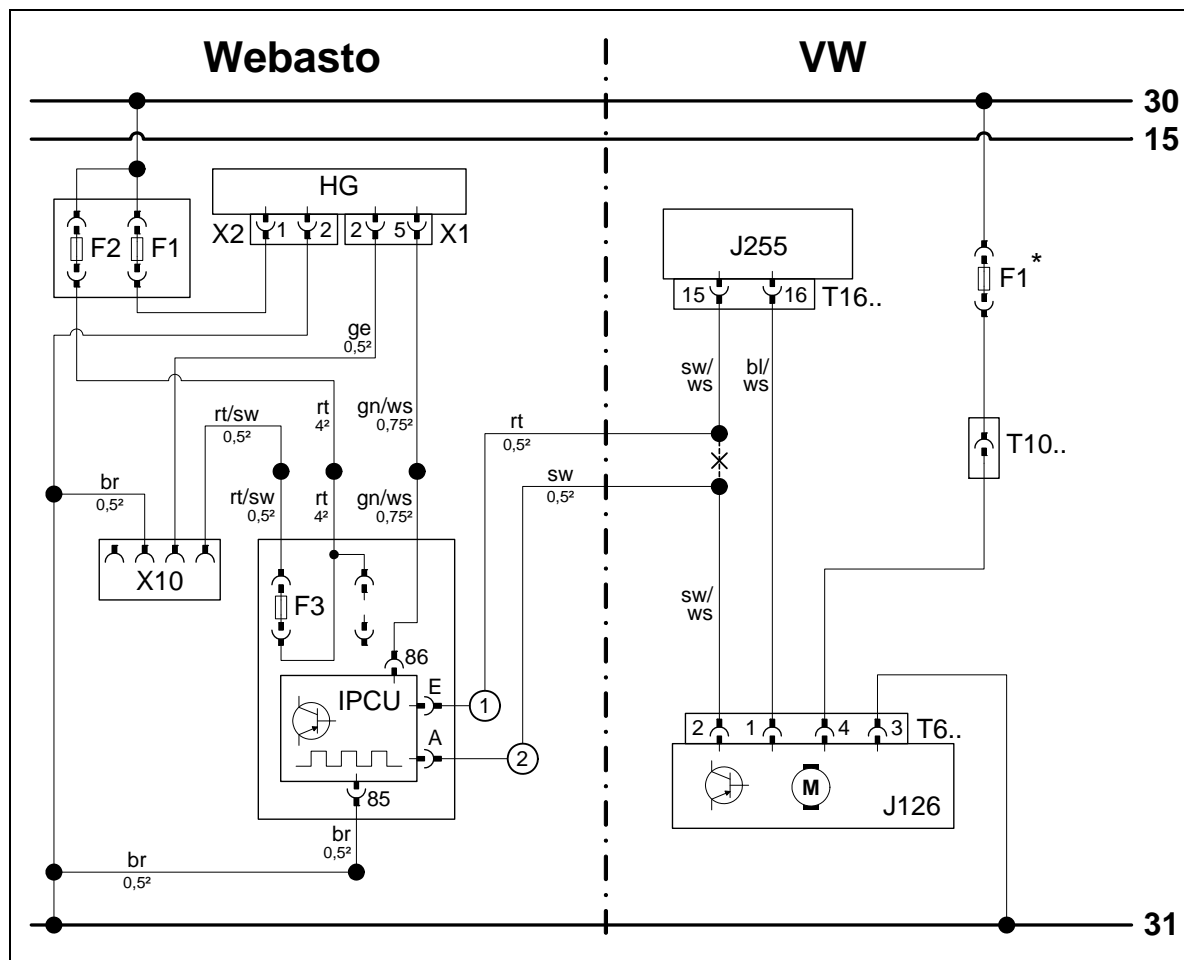 Webasto
VW
30
15
HG
X2
1
2
2
5
X1
F2
F1
J255
15
16
T16..
F1*
ge
0,5²
sw/
ws
bl/
ws
rt/sw
0,5²
rt
4²
gn/ws
0,75²
rt
0,5²
T10..
br
0,5²
rt/sw
0,5²
rt
4²
gn/ws
0,75²
sw
0,5²
X10
F3
sw/
ws
86
IPCU
E
1
A
2
85
2
1
4
3
T6..
M
J126
br
0,5²
br
0,5²
31